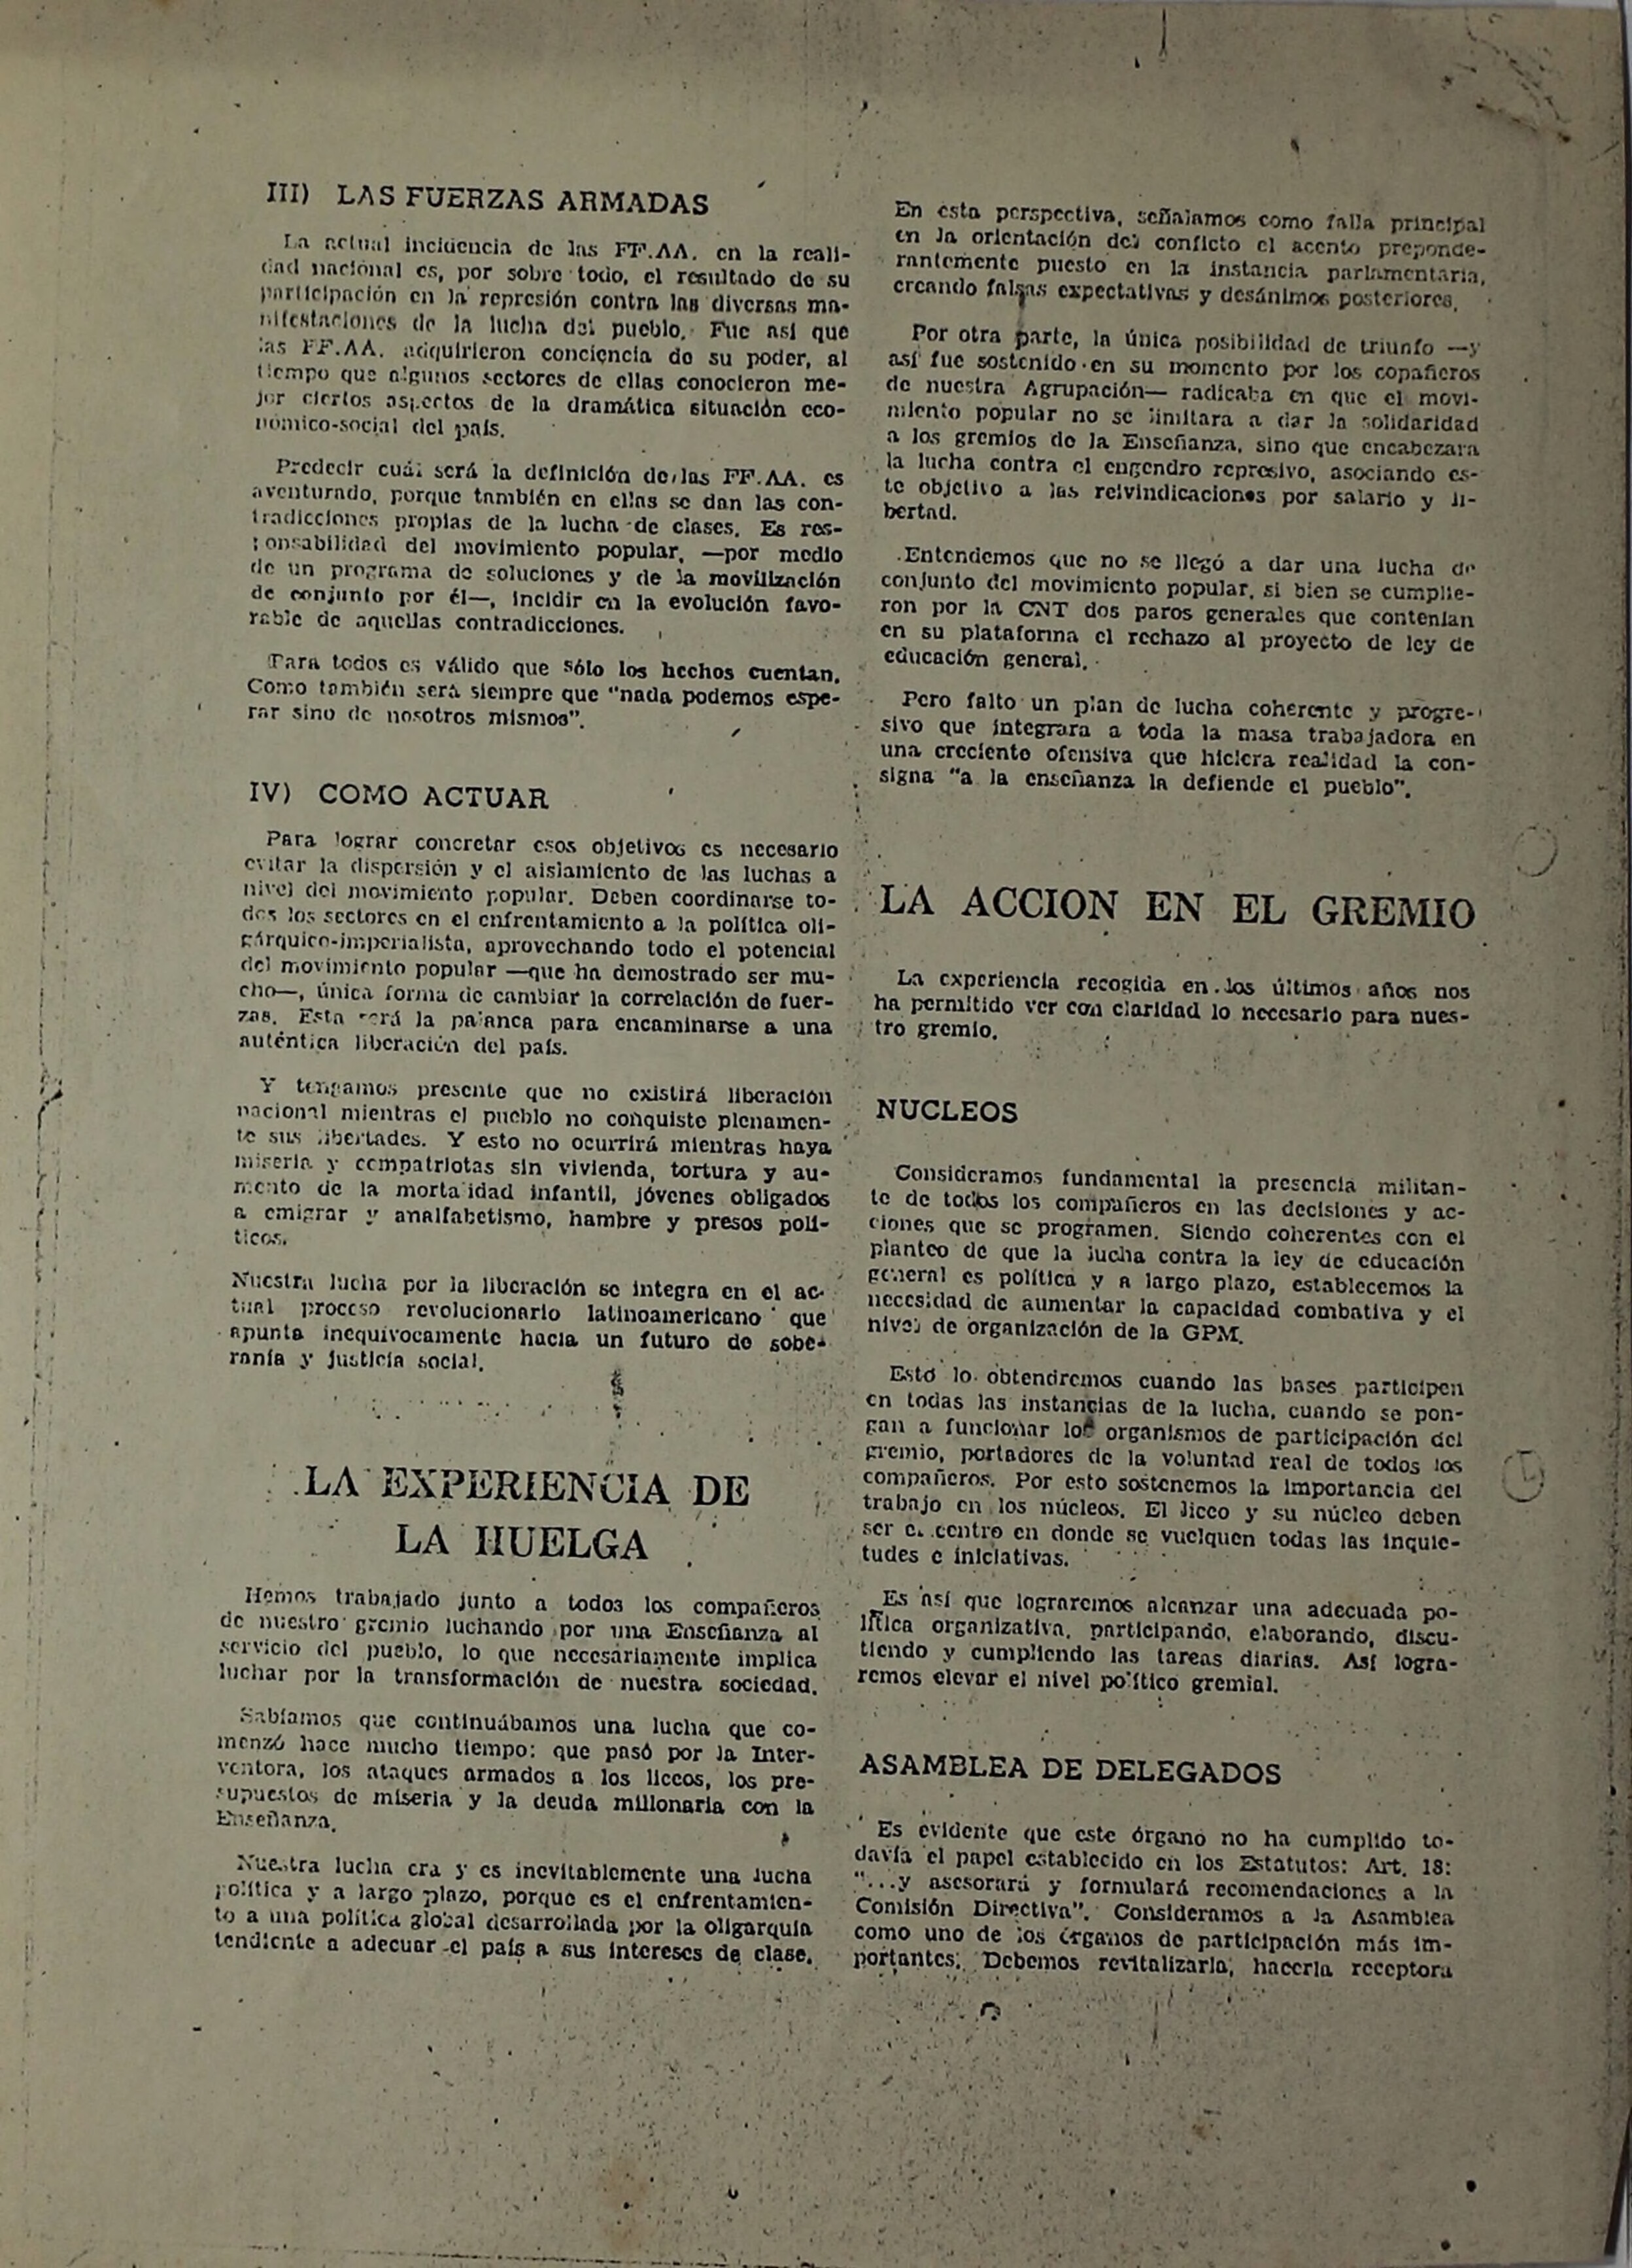 III) LAS FUERZAS ARMADAS
La actual incidencia de las FF.AA. en la reali-
dad nacional es, por sobre todo, el resultado de su
participación en la represión contra las diversas ma-
nifestaciones de la lucha del pueblo. Fue así que
las FF.AA. adquirieron conciencia de su poder, al
tiempo que algunos sectores de ellas conocieron me-
jor ciertos aspectos de la dramática situación eco-
nómico-social del país.
Predecir cuál será la definición de las FF.AA. es
aventurado, porque también en ellas se dan las con-
tradicciones propias de la lucha de clases. Es res-
ponsabilidad del movimiento popular, —por medio
de un programa de soluciones y de la movilización
de conjunto por él—, incidir en la evolución favo-
rable de aquellas contradicciones.
Para todos es válido que sólo los hechos cuentan.
Como también será siempre que "nada podemos espe-
rar sino de nosotros mismos".
IV) COMO ACTUAR
Para lograr concretar esos objetivos es necesario
evitar la dispersión y el aislamiento de las luchas a
nivel del movimiento popular. Deben coordinarse to-
dos los sectores en el enfrentamiento a la política oli-
gárquico-imperialista, aprovechando todo el potencial
del movimiento popular —que ha demostrado ser mu-
cho—, única forma de cambiar la correlación de fuer-
zas. Esta será la palanca para encaminarse a una
auténtica liberación del país.
Y tengamos presente que no existirá liberación
nacional mientras el pueblo no conquiste plenamen-
te sus libertades. Y esto no ocurrirá mientras haya
miseria y compatriotas sin vivienda, tortura y au-
mento de la mortalidad infantil, jóvenes obligados
a emigrar y analfabetismo, hambre y presos polí-
ticos.
Nuestra lucha por la liberación se integra en el ac-
tual proceso revolucionario latinoamericano que
apunta inequívocamente hacia un futuro de sobe-
ranía y justicia social.
LA EXPERIENCIA DE
LA HUELGA
Hemos trabajado junto a todos los compañeros
de nuestro gremio luchando por una Enseñanza al
servicio del pueblo, lo que necesariamente implica
luchar por la transformación de nuestra sociedad.
Sabíamos que continuábamos una lucha que co-
menzó hace mucho tiempo: que pasó por la Inter-
ventora, los ataques armados a los liceos, los pre-
supuestos de miseria y la deuda millonaria con la
Enseñanza.
Nuestra lucha era y es inevitablemente una lucha
política y a largo plazo, porque es el enfrentamien-
to a una política global desarrollada por la oligarquía
tendiente a adecuar el país a sus intereses de clase.
En esta perspectiva, señalamos como falla principal
en la orientación del conflicto el acento preponde-
rantemente puesto en la instancia parlamentaria,
creando falsas expectativas y desánimos posteriores.
Por otra parte, la única posibilidad de triunfo —y
así fue sostenido en su momento por los copañeros
de nuestra Agrupación— radicaba en que el movi-
miento popular no se limitara a dar la solidaridad
a los gremios de la Enseñanza, sino que encabezara
la lucha contra el engendro represivo, asociando es-
te objetivo a las reivindicaciones por salario y li-
bertad.
Entendemos que no se llegó a dar una lucha de
conjunto del movimiento popular, si bien se cumplie-
ron por la CNT dos paros generales que contenían
en su plataforma el rechazo al proyecto de ley de
educación general.
Pero falto un plan de lucha coherente y progre-
sivo que integrara a toda la masa trabajadora en
una creciente ofensiva que hiciera realidad la con-
signa "a la enseñanza la defiende el pueblo".
LA ACCION EN EL GREMIO
La experiencia recogida en los últimos años nos
ha permitido ver con claridad lo necesario para nues-
tro gremio.
NUCLEOS
Consideramos fundamental la presencia militan-
te de todos los compañeros en las decisiones y ac-
ciones que se programen. Siendo coherentes con el
planteo de que la lucha contra la ley de educación
general es política y a largo plazo, establecemos la
necesidad de aumentar la capacidad combativa y el
nivel de organización de la GPM.
Esto lo obtendremos cuando las bases participen
en todas las instancias de la lucha, cuando se pon-
gan a funcionar los organismos de participación del
gremio, portadores de la voluntad real de todos los
compañeros. Por esto sostenemos la importancia del
trabajo en los núcleos. El liceo y su núcleo deben
ser el centro en donde se vuelquen todas las inquie-
tudes e iniciativas.
Es así que lograremos alcanzar una adecuada po-
lítica organizativa, participando, elaborando, discu-
tiendo y cumpliendo las tareas diarias. Así logra-
remos elevar el nivel político gremial.
ASAMBLEA DE DELEGADOS
Es evidente que este órgano no ha cumplido to-
davía el papel establecido en los Estatutos: Art. 18:
"...y asesorará y formulará recomendaciones a la
Comisión Directiva". Consideramos a la Asamblea
como uno de los órganos de participación más im-
portantes. Debemos revitalizarla, hacerla receptora